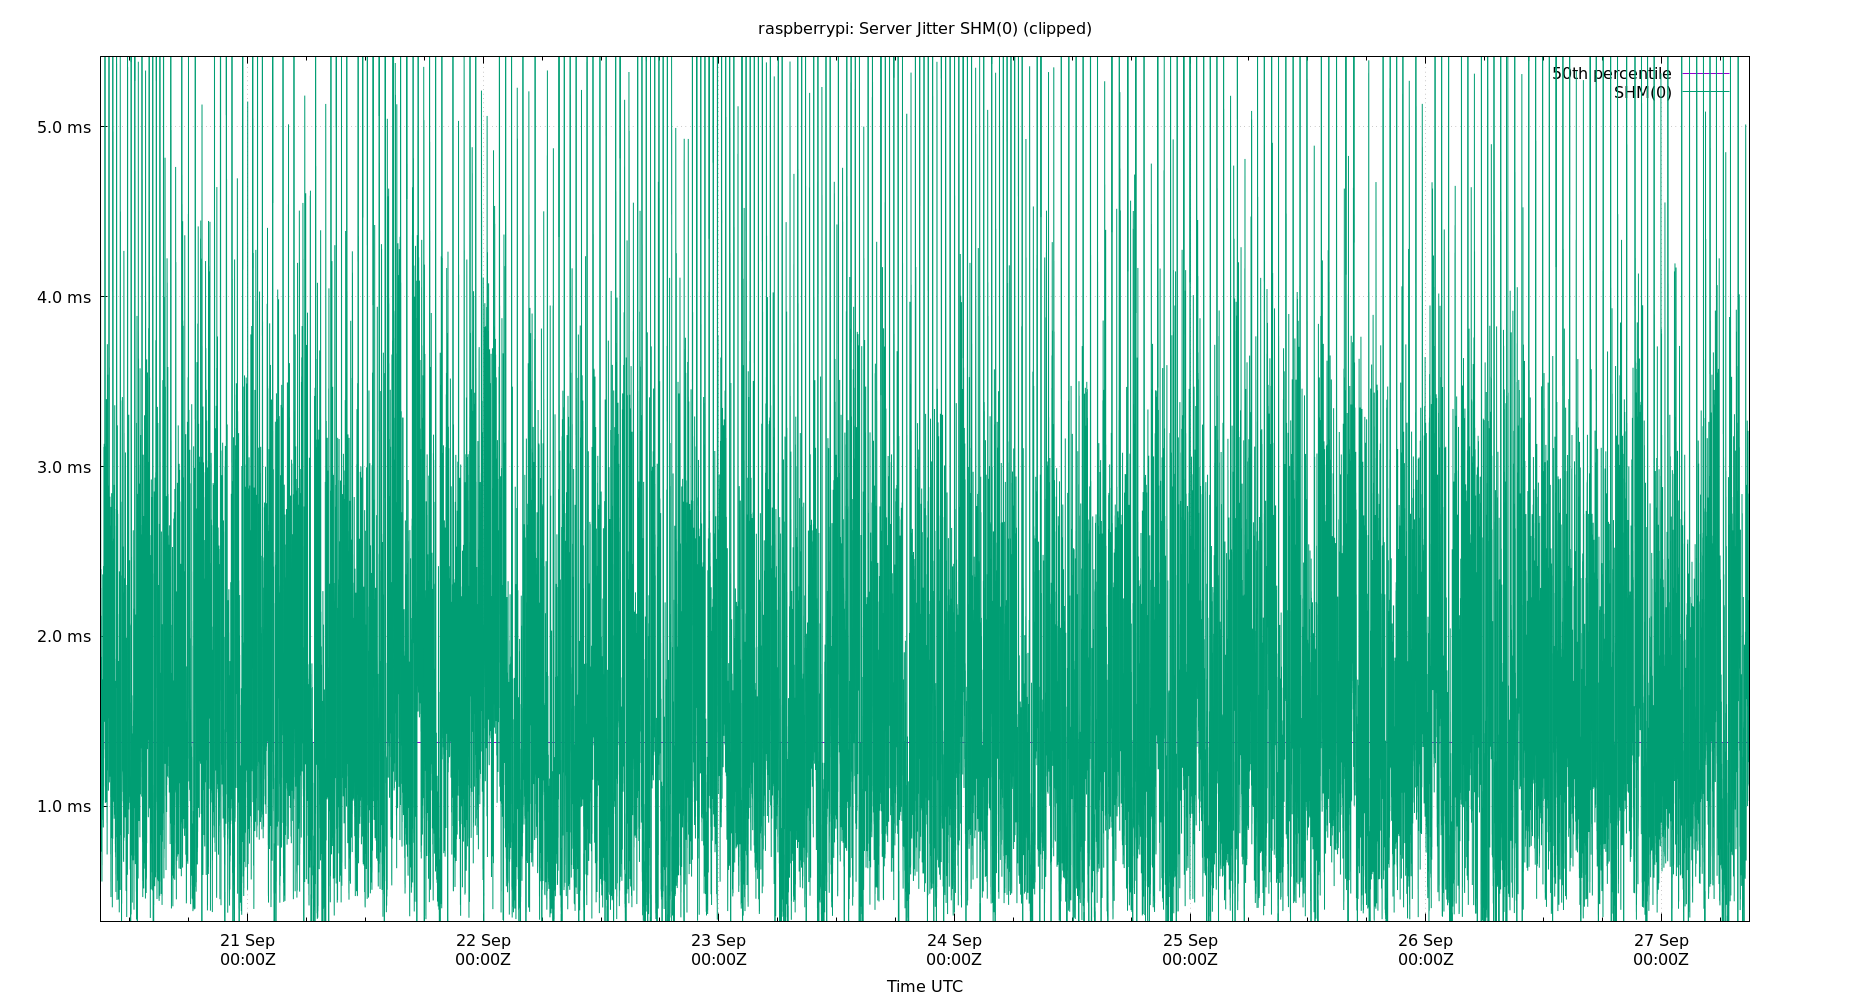 raspberrypi: Server Jitter SHM(0) (clipped)
50th percentile
SHM(0)
5.0 ms
4.0 ms
3.0 ms
2.0 ms
1.0 ms
21 Sep 22 Sep 23 Sep 24 Sep 25 Sep 26 Sep 27 Sep
00:00Z 00:00Z 00:00Z 00:00Z 00:00Z 00:00Z 00:00Z
Time UTC